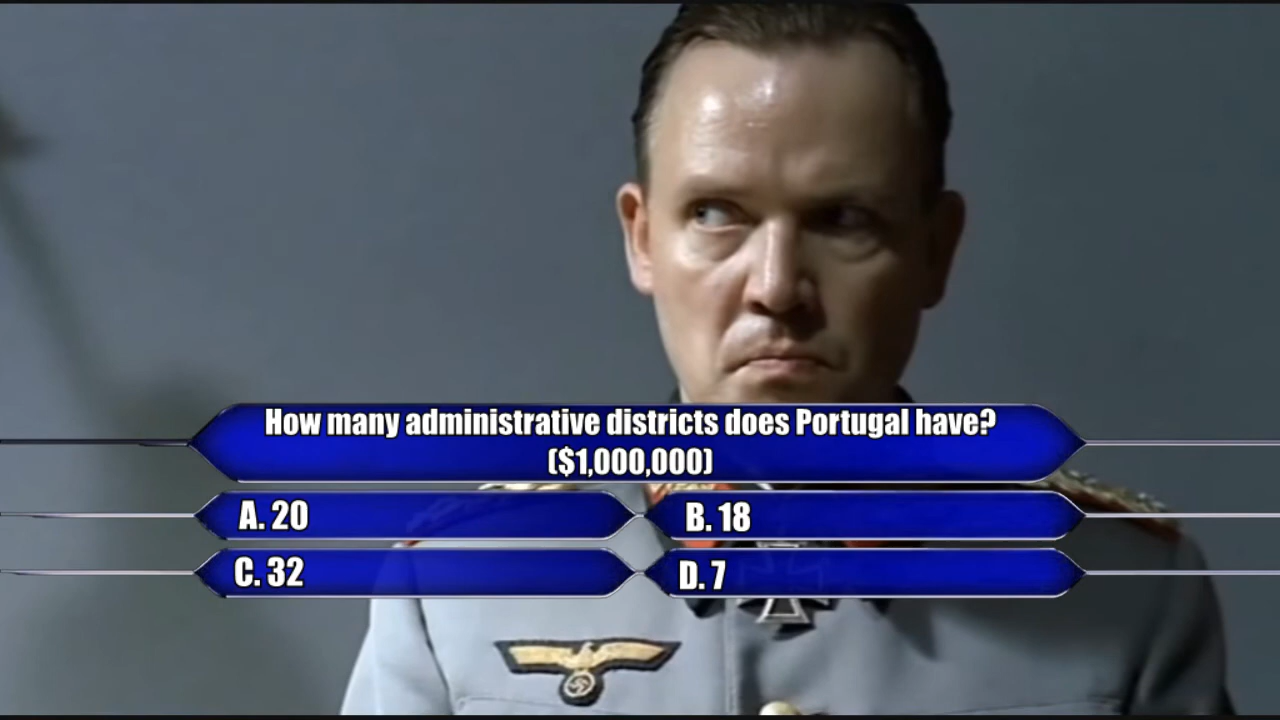 How many administrative districts does Portugal have?
($1,000,000)
A. 20
B. 18
C. 32
D. 7